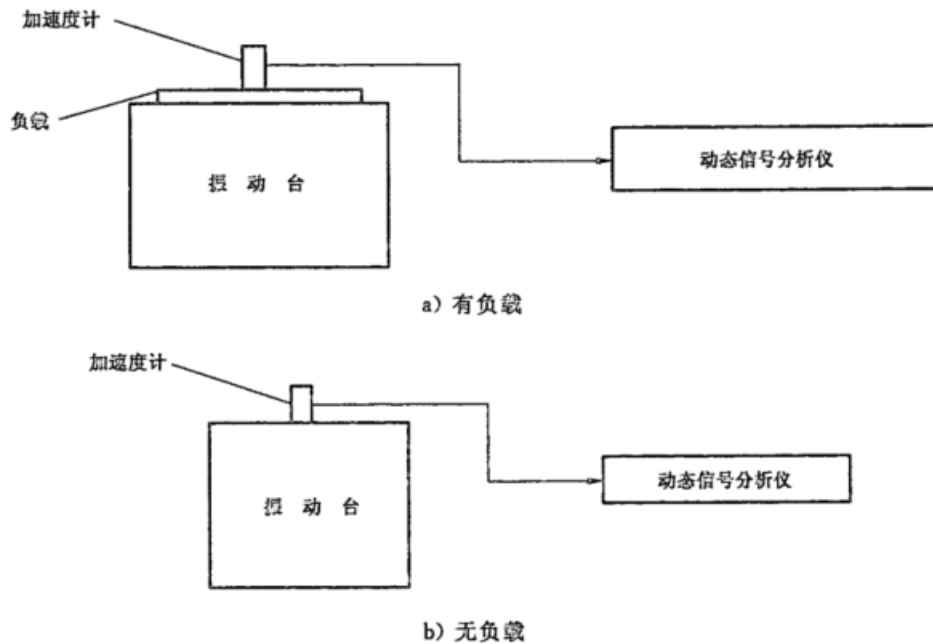 加速度计
负载
动态信号分析仪
振 动 台
a) 有负载
加速度计
动态信号分析仪
振 动 台
b) 无负载